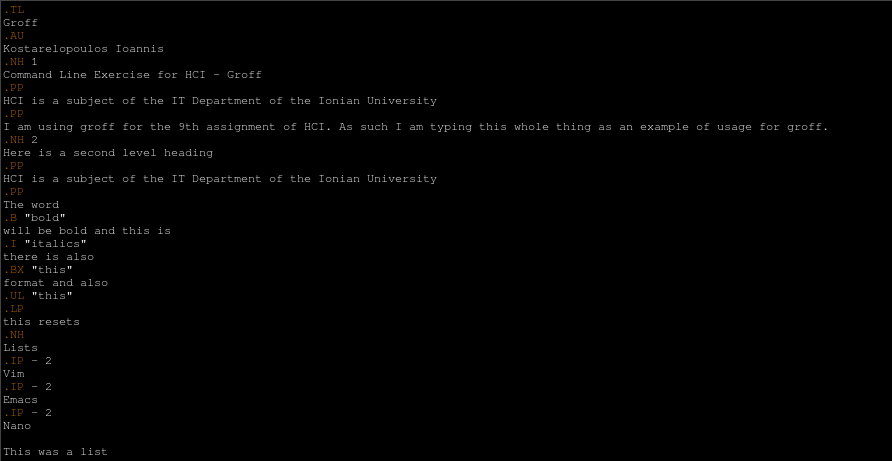 .TL
Groff
.AU
Kostarelopoulos Ioannis
.NH 1
Command Line Exercise for HCI - Groff
.PP
HCI is a subject of the IT Department of the Ionian University
.PP
I am using groff for the 9th assignment of HCI. As such I am typing this whole thing as an example of usage for groff.
.NH 2
Here is a second level heading
.PP
HCI is a subject of the IT Department of the Ionian University
.PP
The word
.B "bold"
will be bold and this is
.I "italics"
there is also
.BX "this"
format and also
.UL "this"
.LP
this resets
.NH
Lists
.IP - 2
Vim
.IP - 2
Emacs
.IP - 2
Nano
This was a list